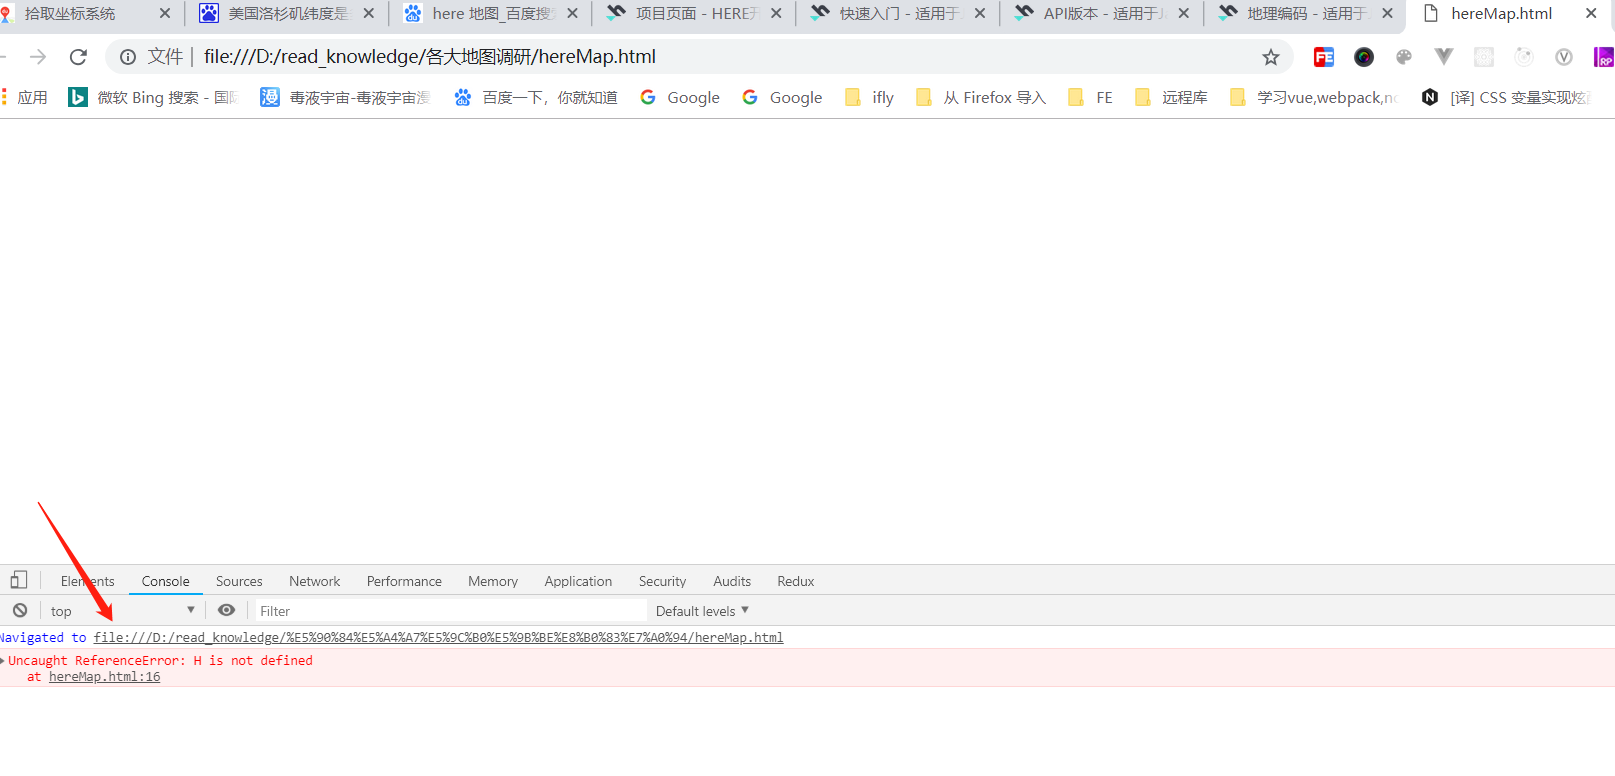 拾取坐标系统 美国洛杉矶纬度是 here 地图_百度搜 项目页面 - HERE开 快速入门 - 适用于J API版本 - 适用于Ja 地理编码 - 适用于 hereMap.html
文件 | file:///D:/read_knowledge/各大地图调研/hereMap.html
应用 微软 Bing 搜索 - 国际 毒液宇宙-毒液宇宙漫 百度一下，你就知道 Google Google ifly 从 Firefox 导入 FE 远程库 学习vue,webpack,no [译] CSS 变量实现炫酷
Elements Console Sources Network Performance Memory Application Security Audits Redux
top Filter Default levels
Navigated to file:///D:/read_knowledge/%E5%90%84%E5%A4%A7%E5%9C%B0%E5%9B%BE%E8%B0%83%E7%A0%94/hereMap.html
Uncaught ReferenceError: H is not defined
at hereMap.html:16